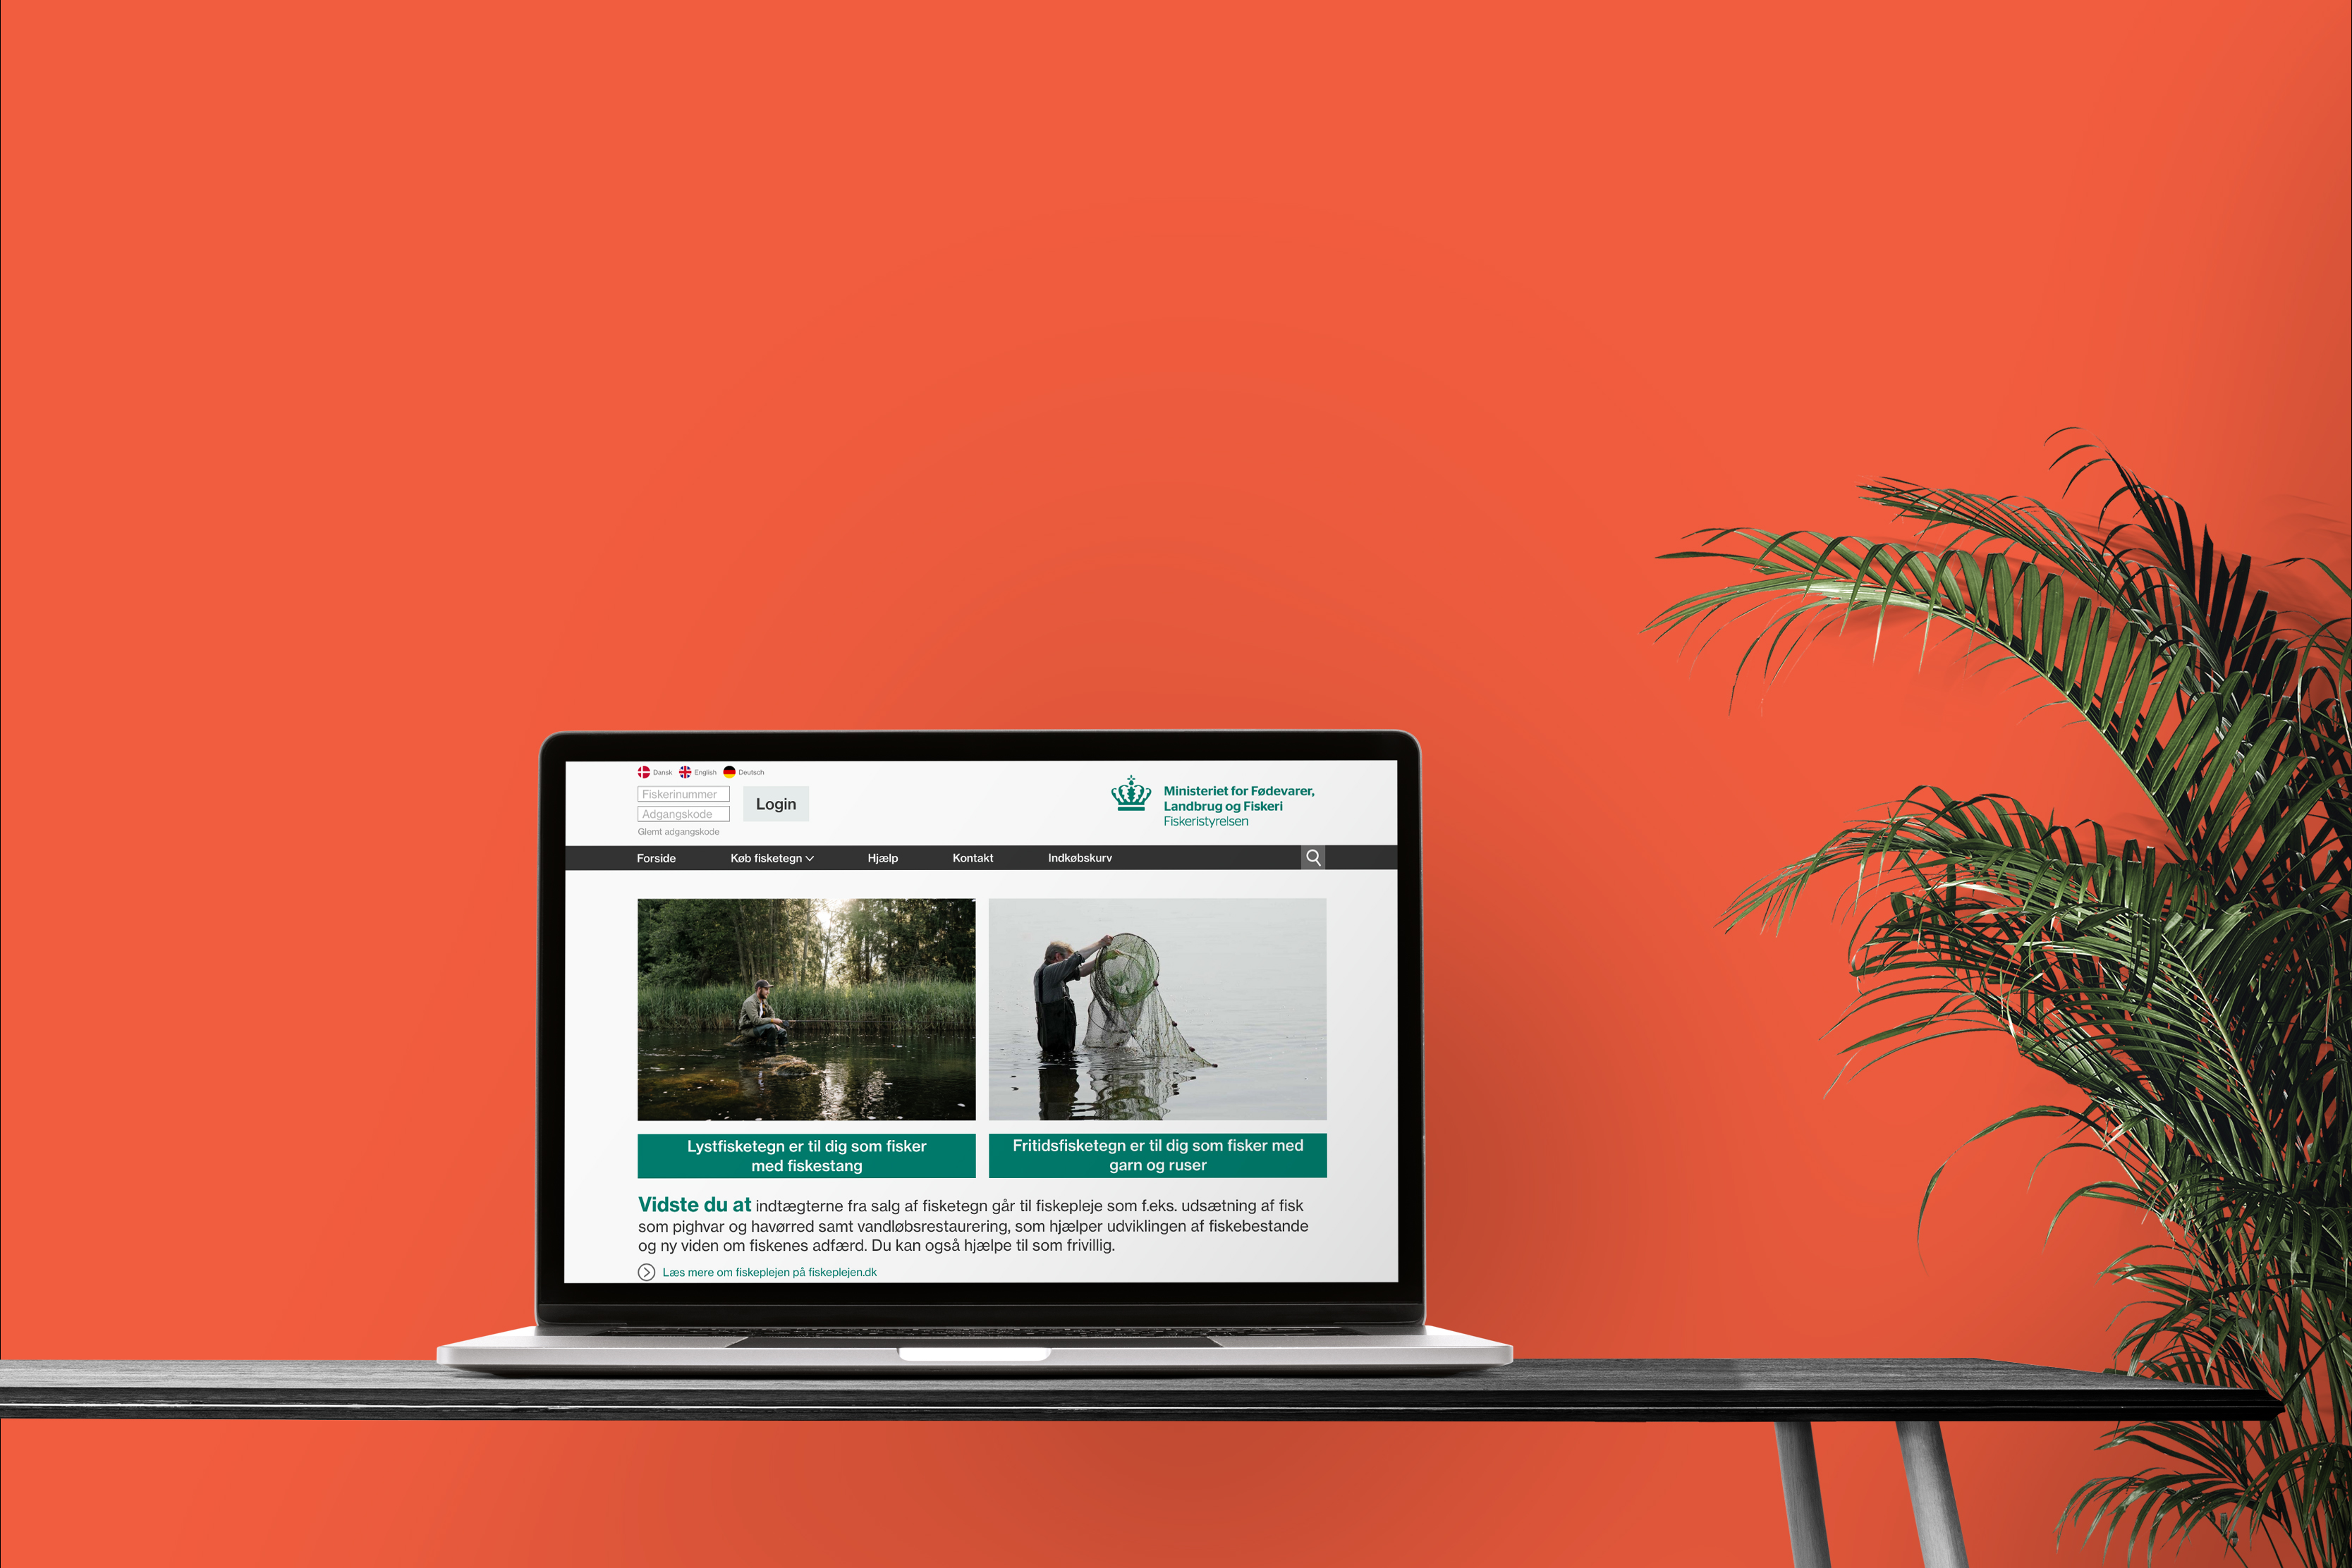 Dansk English Deutsch
Fiskerinummer
Adgangskode
Login
Glemt adgangskode
Ministeriet for Fødevarer,
Landbrug og Fiskeri
Fiskeristyrelsen
Forside Køb fisketegn Hjælp Kontakt Indkøbskurv
Lystfisketegn er til dig som fisker
med fiskestang
Fritidsfisketegn er til dig som fisker med
garn og ruser
Vidste du at indtægterne fra salg af fisketegn går til fiskepleje som f.eks. udsætning af fisk
som pighvar og havørred samt vandløbsrestaurering, som hjælper udviklingen af fiskebestande
og ny viden om fiskenes adfærd. Du kan også hjælpe til som frivillig.
Læs mere om fiskeplejen på fiskeplejen.dk